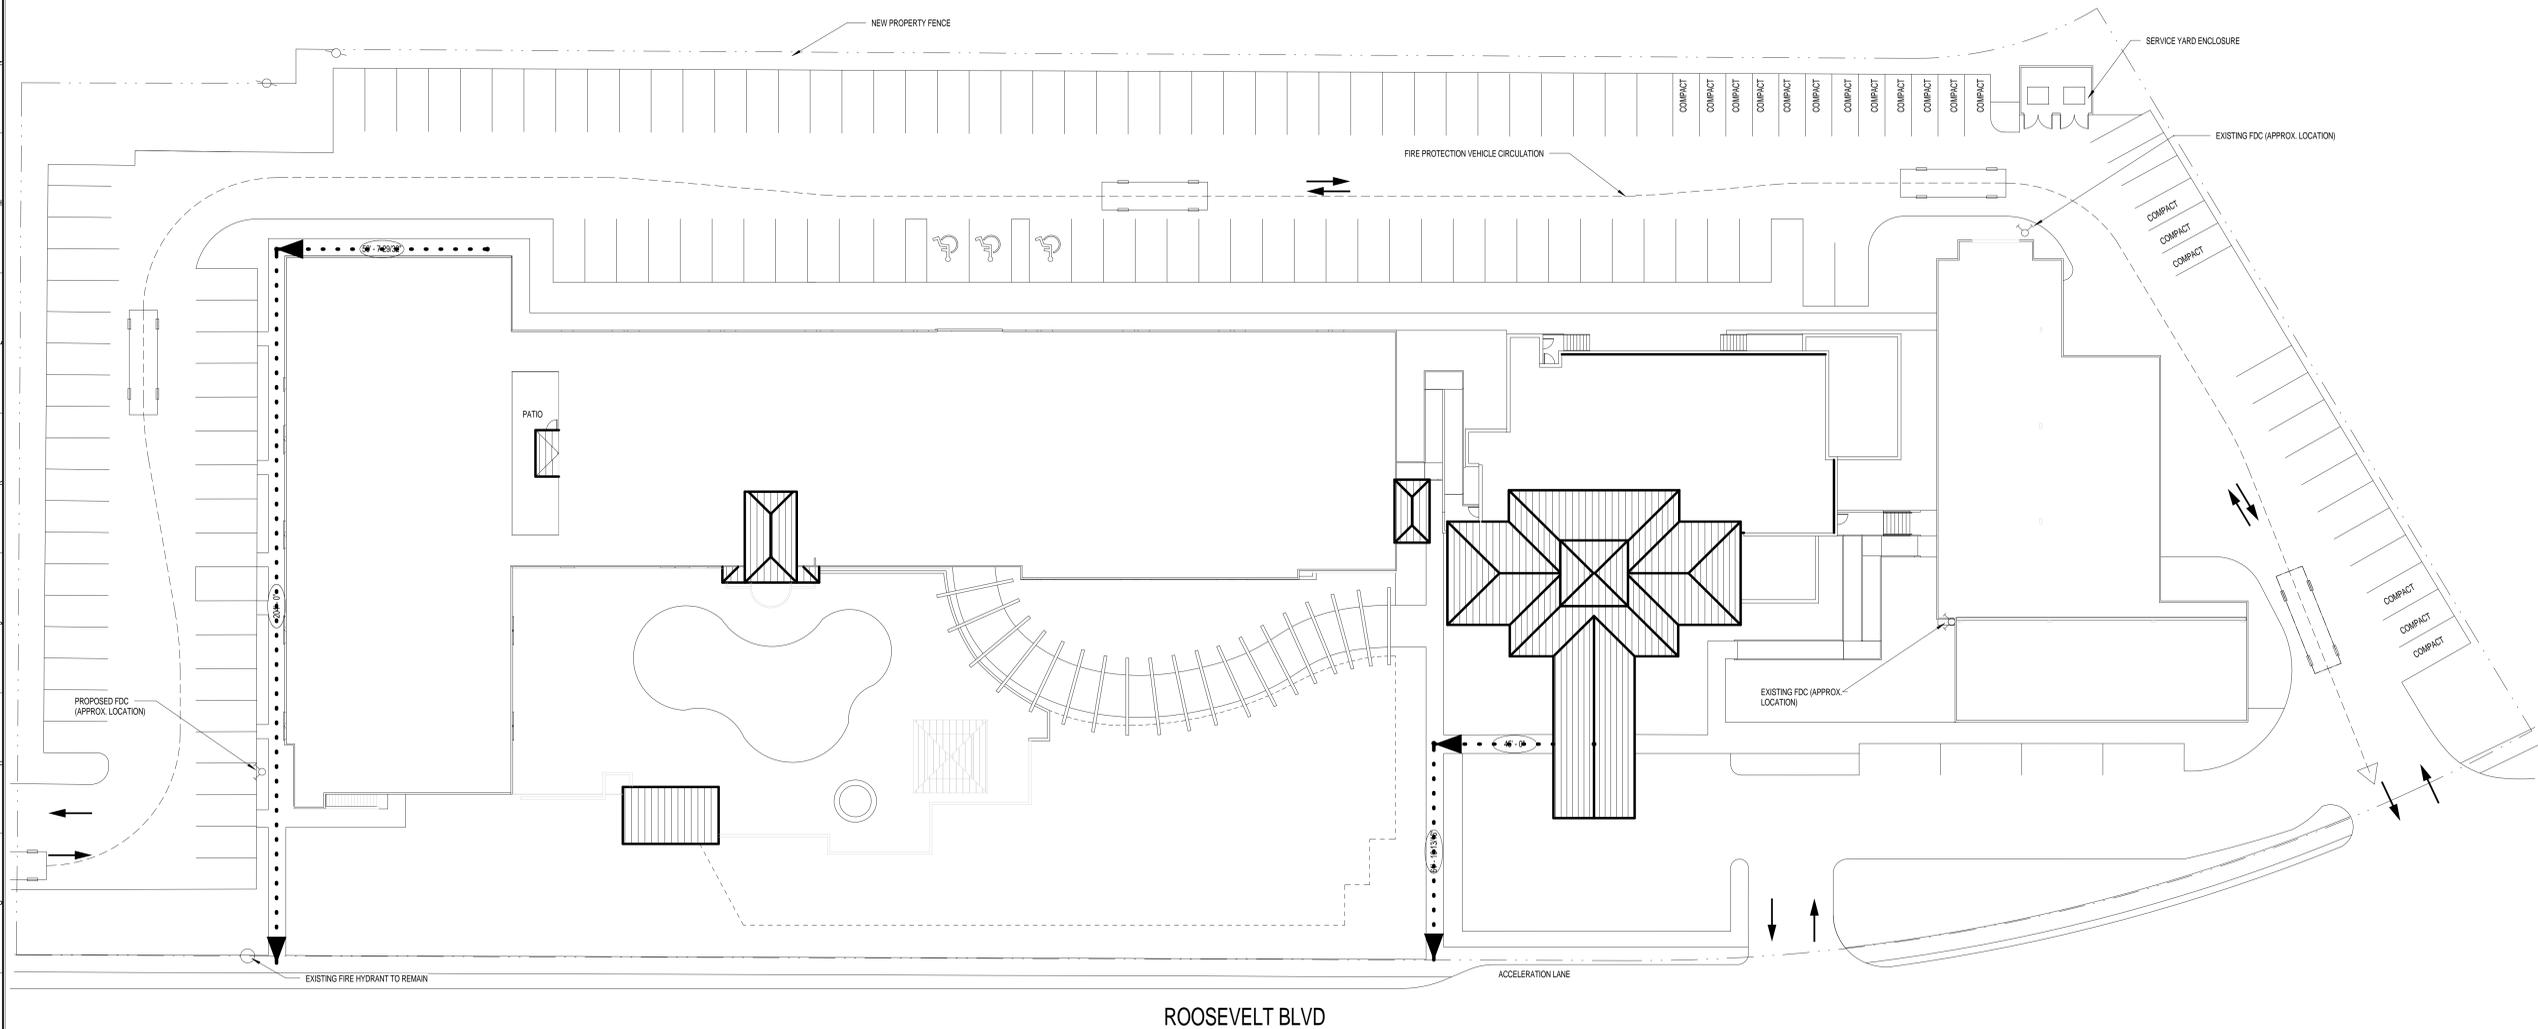 NEW PROPERTY FENCE
SERVICE YARD ENCLOSURE
COMPACT
COMPACT
COMPACT
COMPACT
COMPACT
COMPACT
COMPACT
COMPACT
COMPACT
COMPACT
COMPACT
COMPACT
EXISTING FDC (APPROX. LOCATION)
FIRE PROTECTION VEHICLE CIRCULATION
COMPACT
COMPACT
COMPACT
PATIO
COMPACT
COMPACT
COMPACT
PROPOSED FDC
(APPROX. LOCATION)
EXISTING FDC (APPROX.
LOCATION)
EXISTING FIRE HYDRANT TO REMAIN
ACCELERATION LANE
ROOSEVELT BLVD